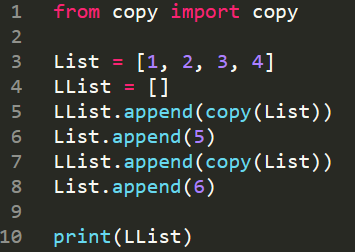 1 from copy import copy
2
3 List = [1, 2, 3, 4]
4 LList = []
5 LList.append(copy(List))
6 List.append(5)
7 LList.append(copy(List))
8 List.append(6)
9
10 print(LList)